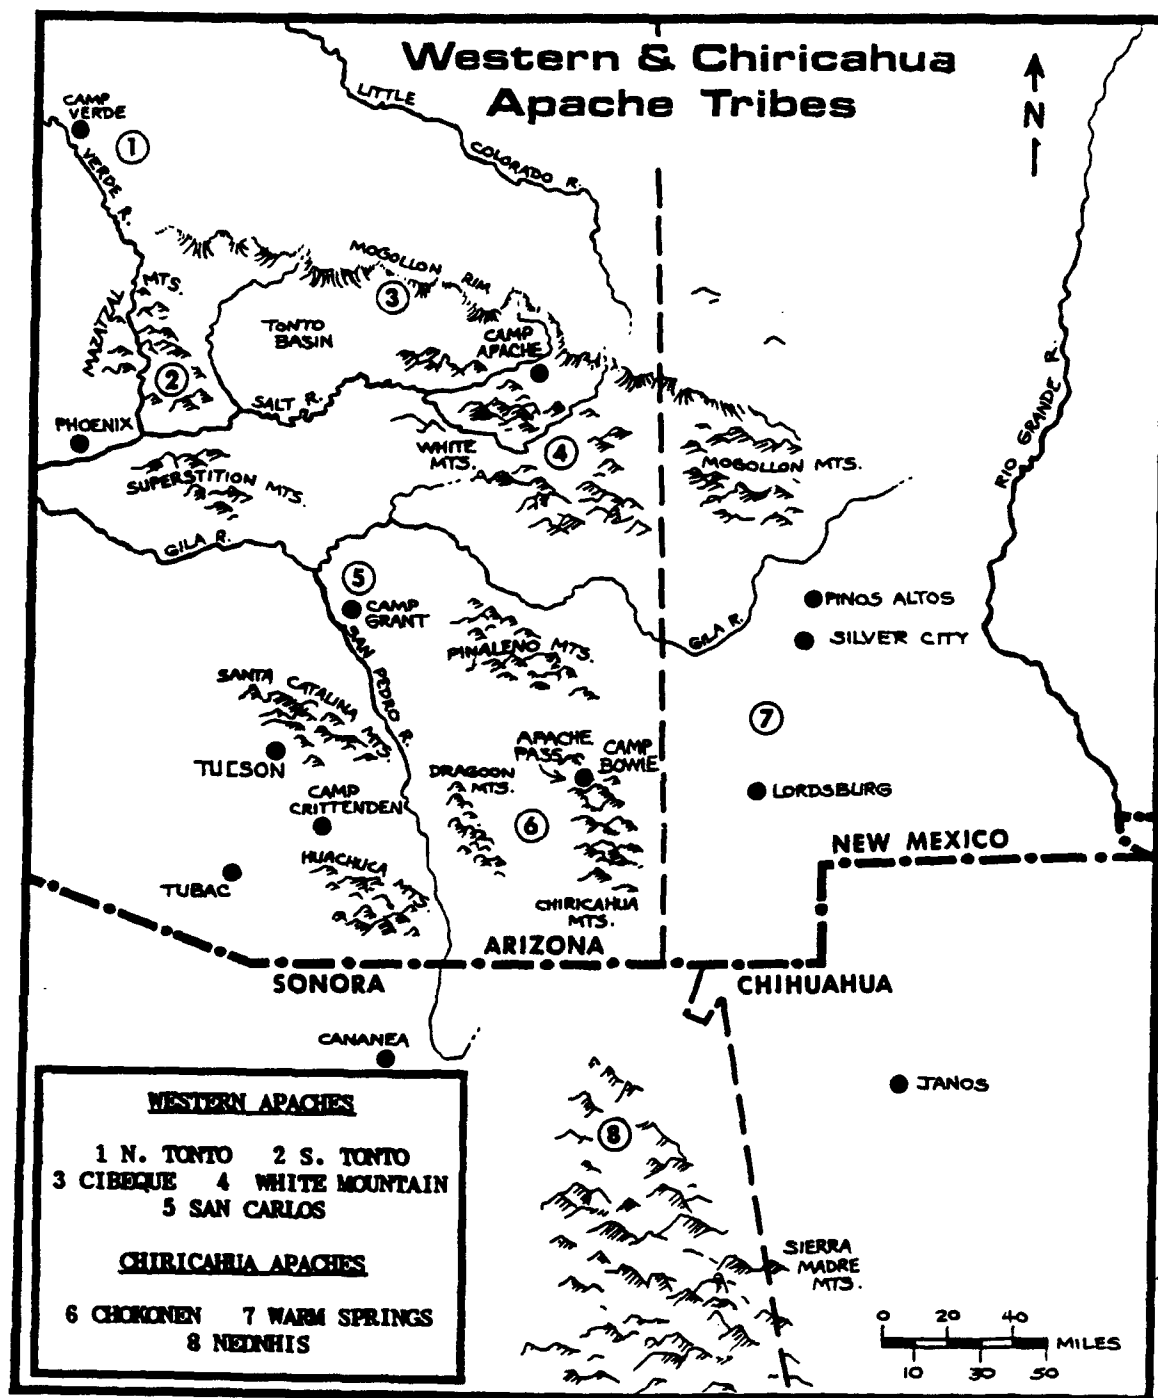 Western & Chiricahua
Apache Tribes
N
CAMP
VERDE
1
VERDE R.
LITTLE
COLORADO R.
MOGOLLON RIM
3
MAZATZAL MTS.
TONTO
BASIN
CAMP
APACHE
2
SALT R.
PHOENIX
WHITE
MTS.
4
MOGOLLON MTS.
RIO GRANDE R.
SUPERSTITION MTS.
GILA R.
5
CAMP
GRANT
PINOS ALTOS
SILVER CITY
GILA R.
SAN PEDRO R.
PINALENO MTS.
SANTA CATALINA MTS.
7
TUCSON
APACHE
PASS
CAMP
BOWIE
DRAGOON
MTS.
LORDSBURG
CAMP
CRITTENDEN
6
NEW MEXICO
HUACHUCA MTS.
TUBAC
CHIRICAHUA
MTS.
ARIZONA
SONORA
CHIHUAHUA
CANANEA
JANOS
8
SIERRA
MADRE
MTS.
WESTERN APACHES
1 N. TONTO 2 S. TONTO
3 CIBEQUE 4 WHITE MOUNTAIN
5 SAN CARLOS
CHIRICAHUA APACHES
6 CHOKONEN 7 WARM SPRINGS
8 NEDNHIS
0 20 40
MILES
10 30 50